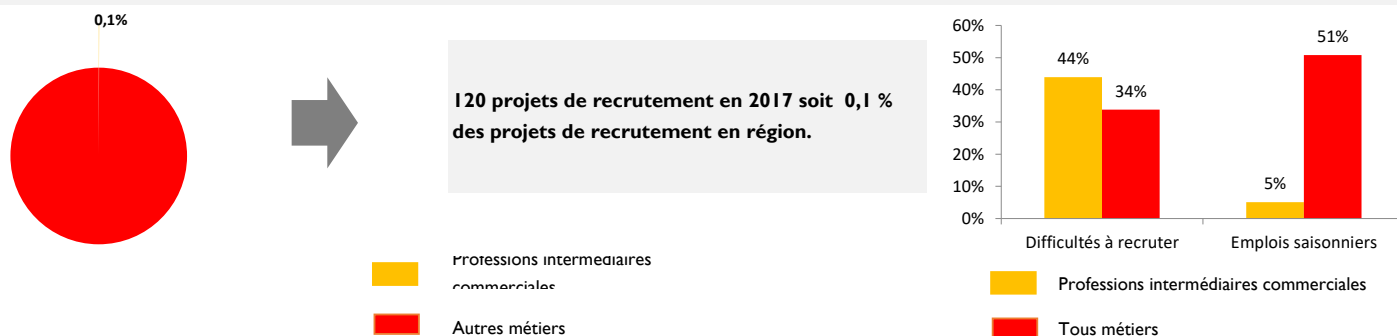 0,1%
120 projets de recrutement en 2017 soit 0,1 %
des projets de recrutement en région.
Professions intermédiaires
commerciales
Autres métiers
60%
50%
40%
30%
20%
10%
0%
44%
34%
5%
51%
Difficultés à recruter
Emplois saisonniers
Professions intermédiaires commerciales
Tous métiers